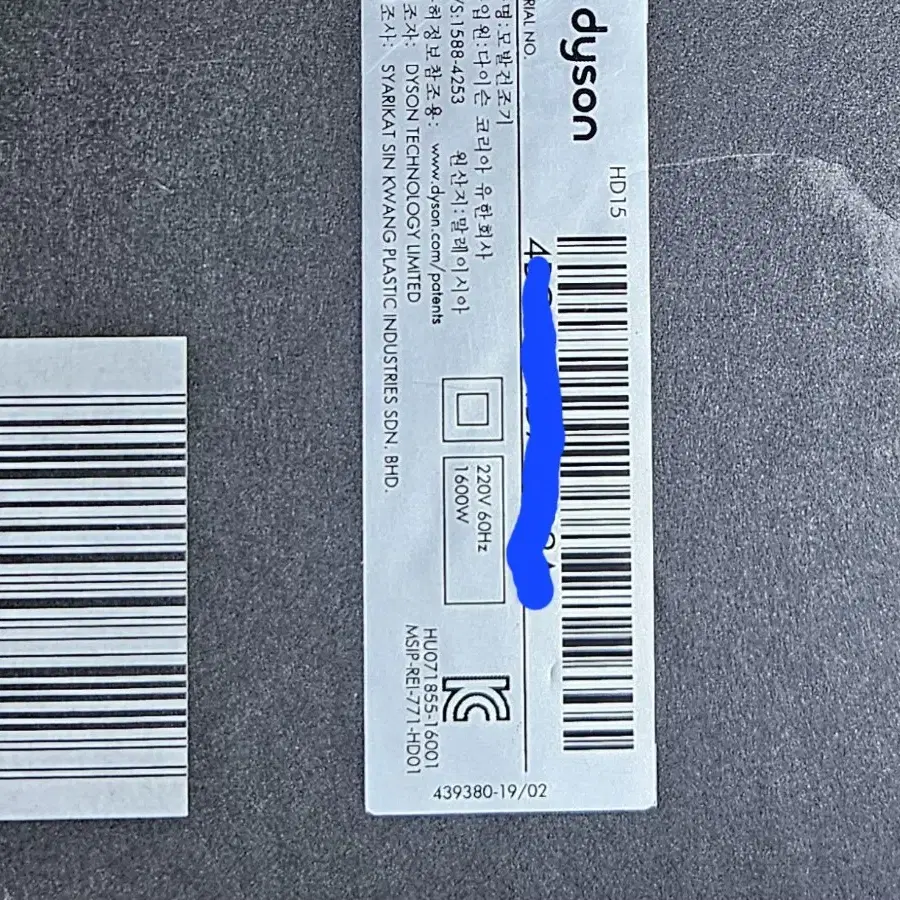 dyson
HD15
RIAL NO.
명:모발건조기
입원:다이슨 코리아 유한회사
/S:1588-4253 원산지:말레이시아
허정보참조용: www.dyson.com/patents
조자: DYSON TECHNOLOGY LIMITED
조사: SYARIKAT SIN KWANG PLASTIC INDUSTRIES SDN. BHD.
220V 60Hz
1600W
HU071855-16001
MSIP-REI-771-HD01
439380-19/02